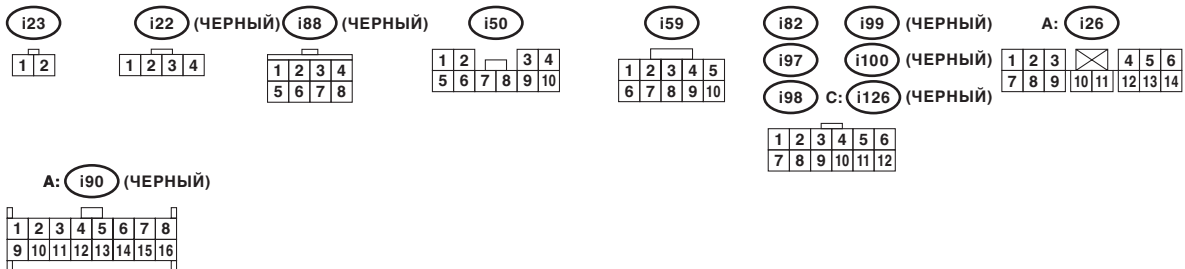 i23 i22 (ЧЕРНЫЙ) i88 (ЧЕРНЫЙ) i50 i59 i82 i99 (ЧЕРНЫЙ) A: i26
i97 i100 (ЧЕРНЫЙ)
i98 C: i126 (ЧЕРНЫЙ)
1 2
1 2 3 4
1 2 3 4
5 6 7 8
1 2 3 4
5 6 7 8 9 10
1 2 3 4 5
6 7 8 9 10
1 2 3 4 5 6
7 8 9 10 11 12
1 2 3 4 5 6
7 8 9 10 11 12 13 14
A: i90 (ЧЕРНЫЙ)
1 2 3 4 5 6 7 8
9 10 11 12 13 14 15 16